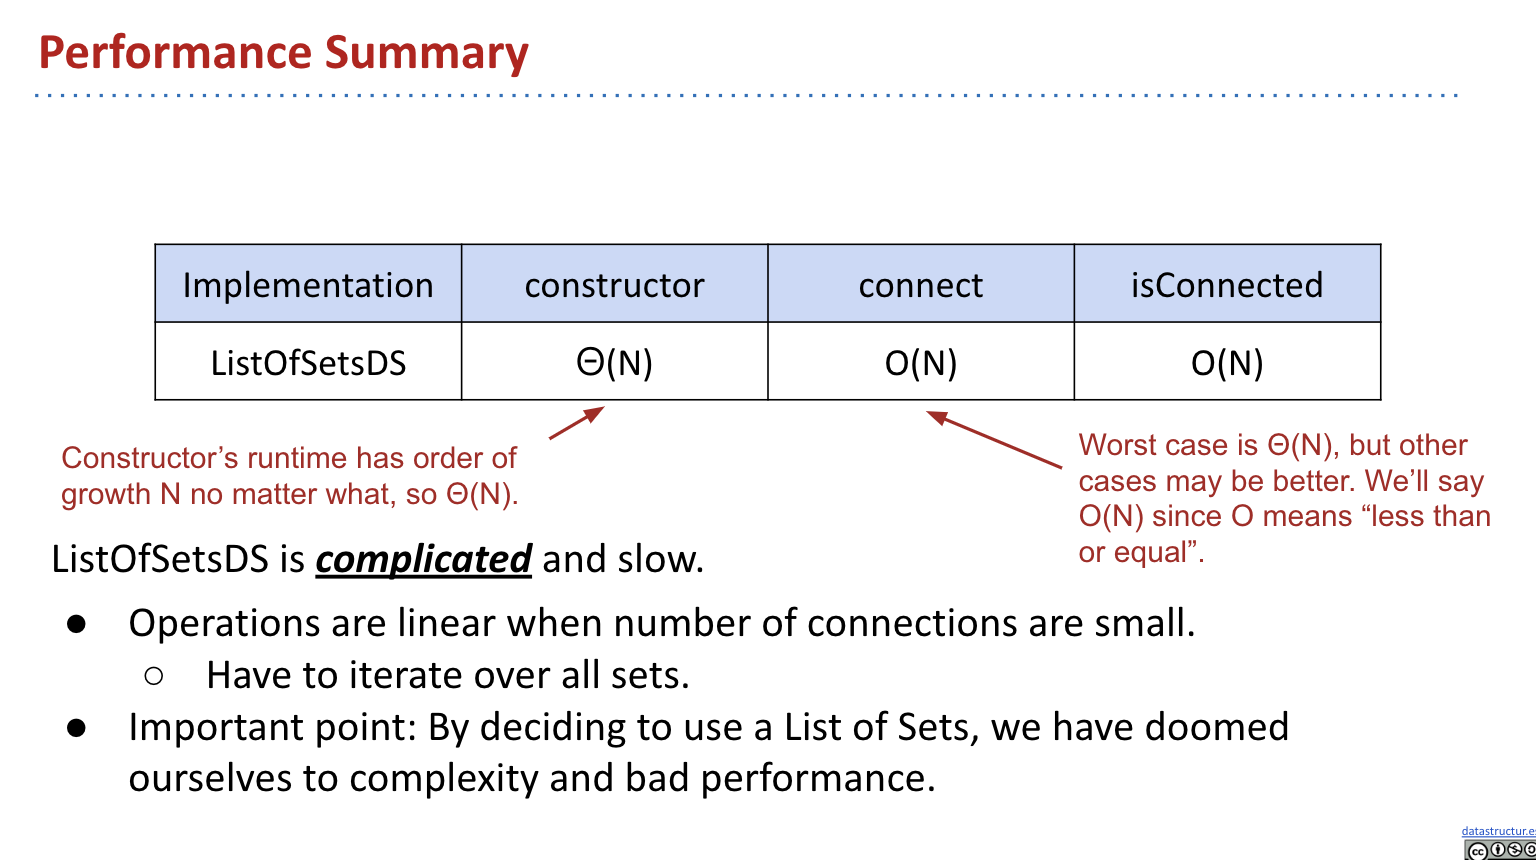 Performance Summary
Implementation constructor connect isConnected
ListOfSetsDS Θ(N) O(N) O(N)
Constructor’s runtime has order of
growth N no matter what, so Θ(N).
Worst case is Θ(N), but other
cases may be better. We’ll say
O(N) since O means “less than
or equal”.
ListOfSetsDS is complicated and slow.
● Operations are linear when number of connections are small.
○ Have to iterate over all sets.
● Important point: By deciding to use a List of Sets, we have doomed
ourselves to complexity and bad performance.
datastructur.es
cc